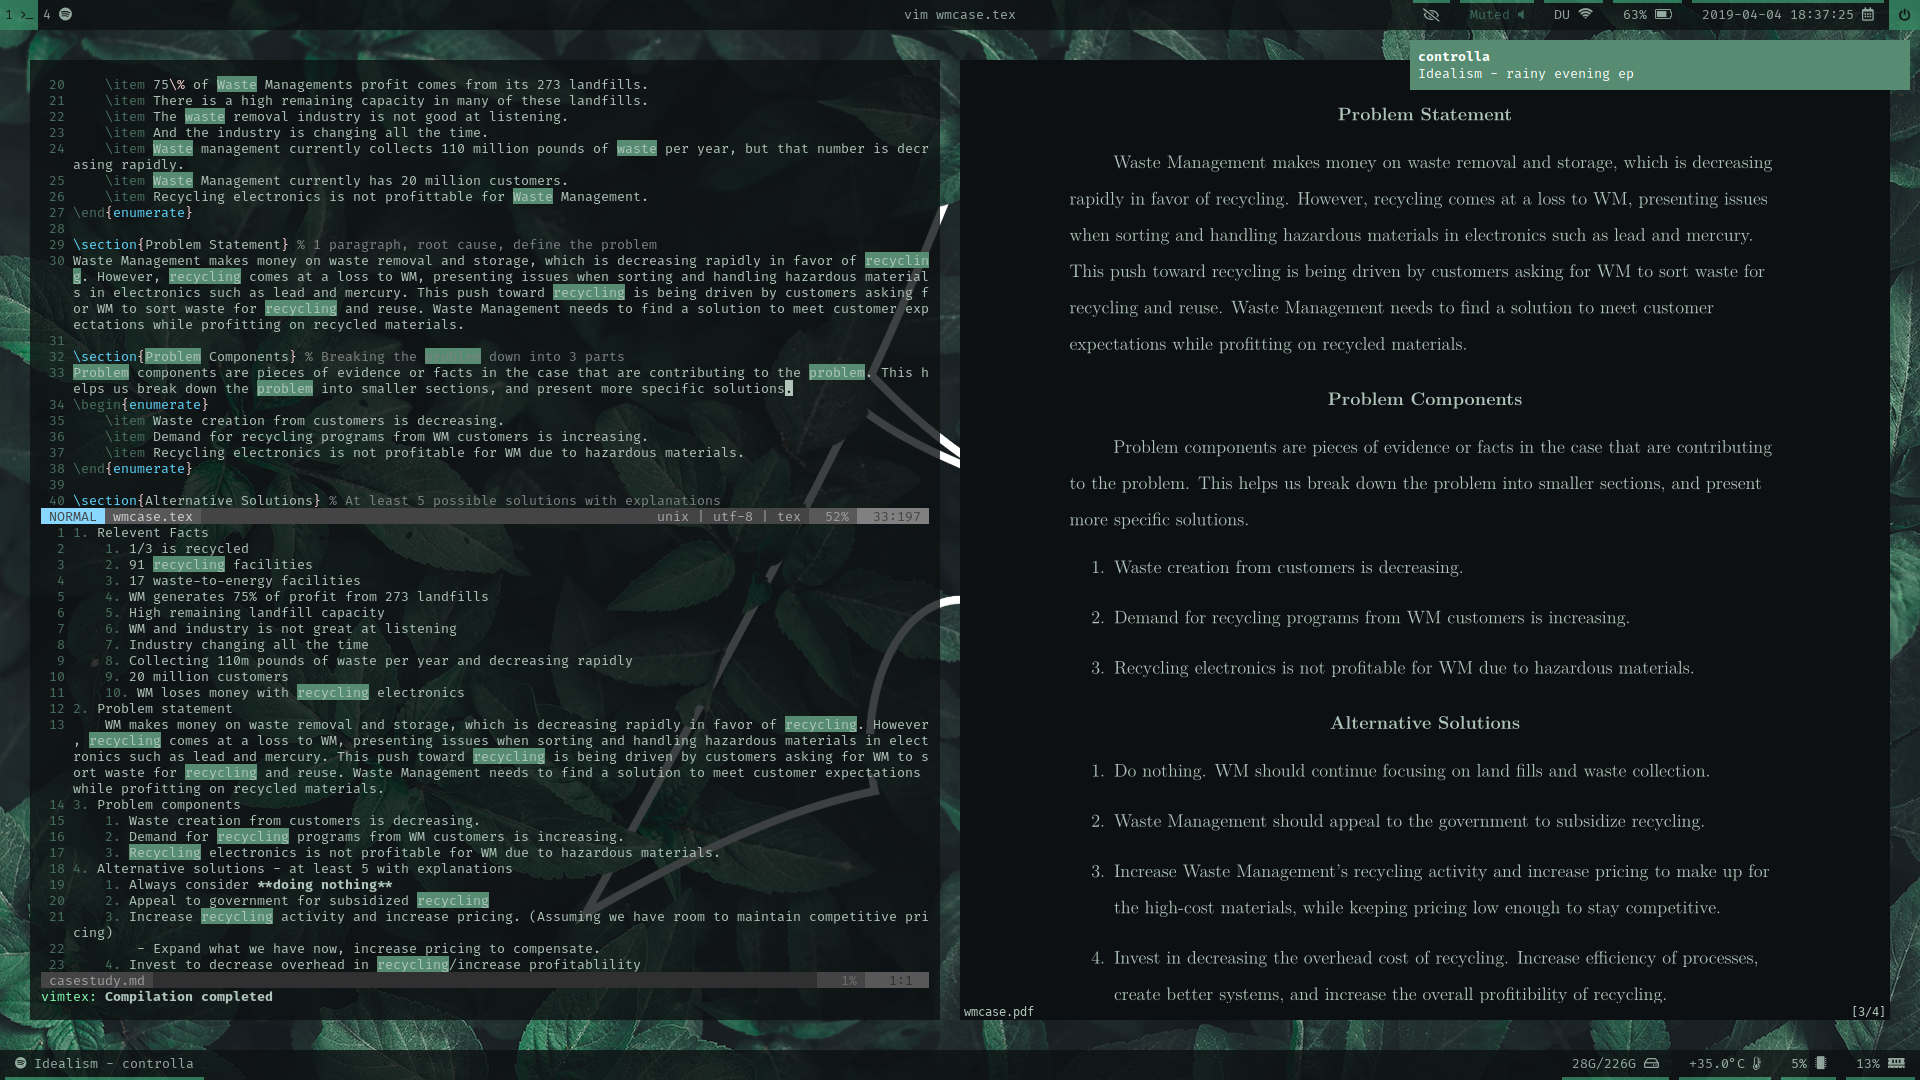 1 >_ 4
vim wmcase.tex
Muted
DU
63%
2019-04-04 18:37:25
controlla
Idealism - rainy evening ep
20 \item 75\% of Waste Managements profit comes from its 273 landfills.
21 \item There is a high remaining capacity in many of these landfills.
22 \item The waste removal industry is not good at listening.
23 \item And the industry is changing all the time.
24 \item Waste management currently collects 110 million pounds of waste per year, but that number is decr
asing rapidly.
25 \item Waste Management currently has 20 million customers.
26 \item Recycling electronics is not profittable for Waste Management.
27 \end{enumerate}
28
29 \section{Problem Statement} % 1 paragraph, root cause, define the problem
30 Waste Management makes money on waste removal and storage, which is decreasing rapidly in favor of recyclin
g. However, recycling comes at a loss to WM, presenting issues when sorting and handling hazardous material
s in electronics such as lead and mercury. This push toward recycling is being driven by customers asking f
or WM to sort waste for recycling and reuse. Waste Management needs to find a solution to meet customer exp
ectations while profitting on recycled materials.
31
32 \section{Problem Components} % Breaking the problem down into 3 parts
33 Problem components are pieces of evidence or facts in the case that are contributing to the problem. This h
elps us break down the problem into smaller sections, and present more specific solutions.
34 \begin{enumerate}
35 \item Waste creation from customers is decreasing.
36 \item Demand for recycling programs from WM customers is increasing.
37 \item Recycling electronics is not profitable for WM due to hazardous materials.
38 \end{enumerate}
39
40 \section{Alternative Solutions} % At least 5 possible solutions with explanations
NORMAL wmcase.tex unix | utf-8 | tex 52% 33:197
1 1. Relevent Facts
2 1. 1/3 is recycled
3 2. 91 recycling facilities
4 3. 17 waste-to-energy facilities
5 4. WM generates 75% of profit from 273 landfills
6 5. High remaining landfill capacity
7 6. WM and industry is not great at listening
8 7. Industry changing all the time
9 8. Collecting 110m pounds of waste per year and decreasing rapidly
10 9. 20 million customers
11 10. WM loses money with recycling electronics
12 2. Problem statement
13 WM makes money on waste removal and storage, which is decreasing rapidly in favor of recycling. However
, recycling comes at a loss to WM, presenting issues when sorting and handling hazardous materials in elect
ronics such as lead and mercury. This push toward recycling is being driven by customers asking for WM to s
ort waste for recycling and reuse. Waste Management needs to find a solution to meet customer expectations
while profitting on recycled materials.
14 3. Problem components
15 1. Waste creation from customers is decreasing.
16 2. Demand for recycling programs from WM customers is increasing.
17 3. Recycling electronics is not profitable for WM due to hazardous materials.
18 4. Alternative solutions - at least 5 with explanations
19 1. Always consider **doing nothing**
20 2. Appeal to government for subsidized recycling
21 3. Increase recycling activity and increase pricing. (Assuming we have room to maintain competitive pri
cing)
22 - Expand what we have now, increase pricing to compensate.
23 4. Invest to decrease overhead in recycling/increase profitablility
casestudy.md 1% 1:1
vimtex: Compilation completed
Problem Statement
Waste Management makes money on waste removal and storage, which is decreasing
rapidly in favor of recycling. However, recycling comes at a loss to WM, presenting issues
when sorting and handling hazardous materials in electronics such as lead and mercury.
This push toward recycling is being driven by customers asking for WM to sort waste for
recycling and reuse. Waste Management needs to find a solution to meet customer
expectations while profitting on recycled materials.
Problem Components
Problem components are pieces of evidence or facts in the case that are contributing
to the problem. This helps us break down the problem into smaller sections, and present
more specific solutions.
1. Waste creation from customers is decreasing.
2. Demand for recycling programs from WM customers is increasing.
3. Recycling electronics is not profitable for WM due to hazardous materials.
Alternative Solutions
1. Do nothing. WM should continue focusing on land fills and waste collection.
2. Waste Management should appeal to the government to subsidize recycling.
3. Increase Waste Management's recycling activity and increase pricing to make up for
the high-cost materials, while keeping pricing low enough to stay competitive.
4. Invest in decreasing the overhead cost of recycling. Increase efficiency of processes,
create better systems, and increase the overall profitibility of recycling.
wmcase.pdf [3/4]
Idealism - controlla
28G/226G
+35.0°C
5%
13%